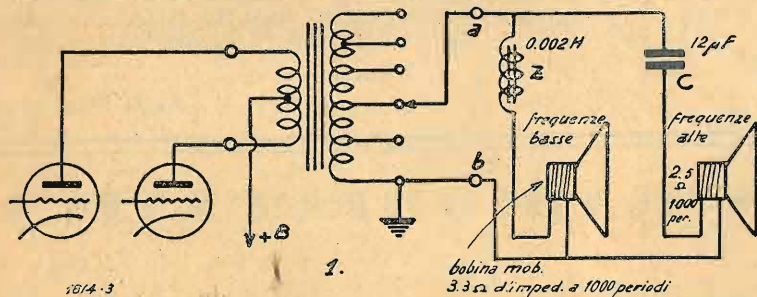 a
0.002H
12µF
Z
C
frequenze
basse
frequenze
alte
b
2.5
Ω
1000
per.
+B
1.
bobina mob.
3.3 Ω d'imped. a 1000 periodi
1614-3